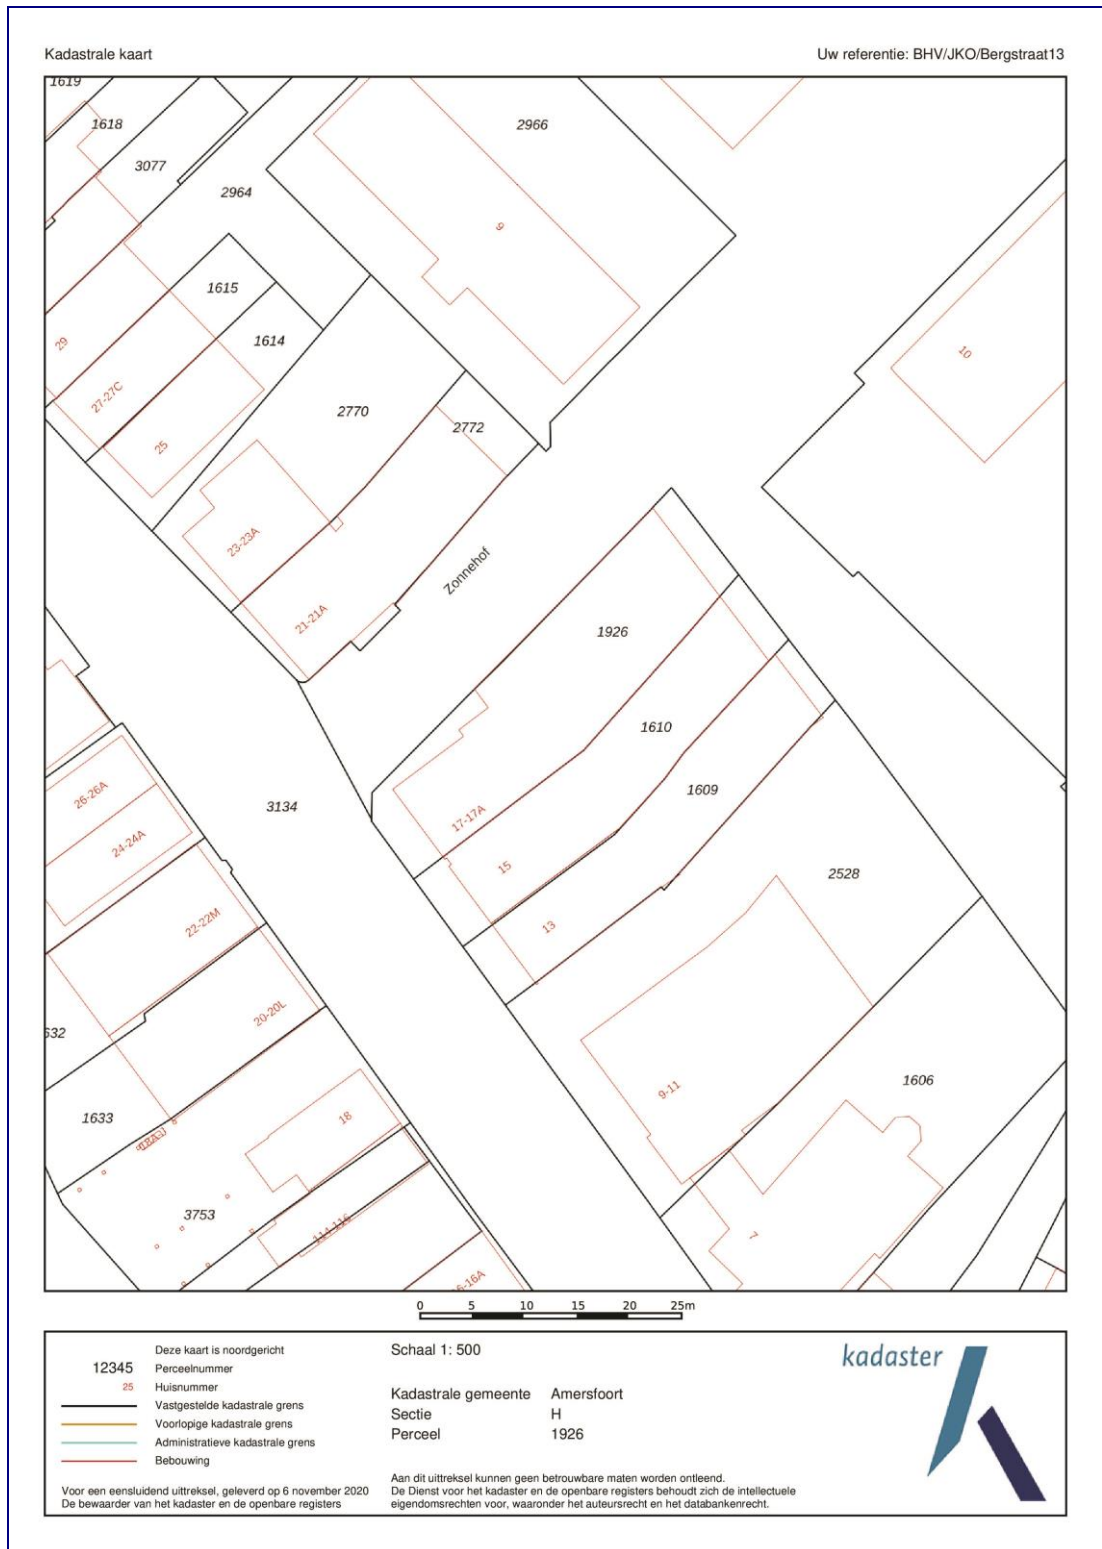 Kadastrale kaart
Uw referentie: BHV/JKO/Bergstraat13
1619
1618
2966
3077
2964
9
1615
29
1614
10
27-27C
2770
2772
25
23-23A
Zonnehof
21-21A
1926
1610
26-26A
1609
3134
17-17A
24-24A
15
2528
22-22M
13
20-20L
632
1606
9-11
1633
18
3753
114-116
7
6-16A
0 5 10 15 20 25m
Deze kaart is noordgericht
12345 Perceelnummer
25 Huisnummer
Vastgestelde kadastrale grens
Voorlopige kadastrale grens
Administratieve kadastrale grens
Bebouwing
Voor een eensluidend uittreksel, geleverd op 6 november 2020
De bewaarder van het kadaster en de openbare registers
Schaal 1: 500
Kadastrale gemeente Amersfoort
Sectie H
Perceel 1926
Aan dit uittreksel kunnen geen betrouwbare maten worden ontleend.
De Dienst voor het kadaster en de openbare registers behoudt zich de intellectuele
eigendomsrechten voor, waaronder het auteursrecht en het databankenrecht.
kadaster